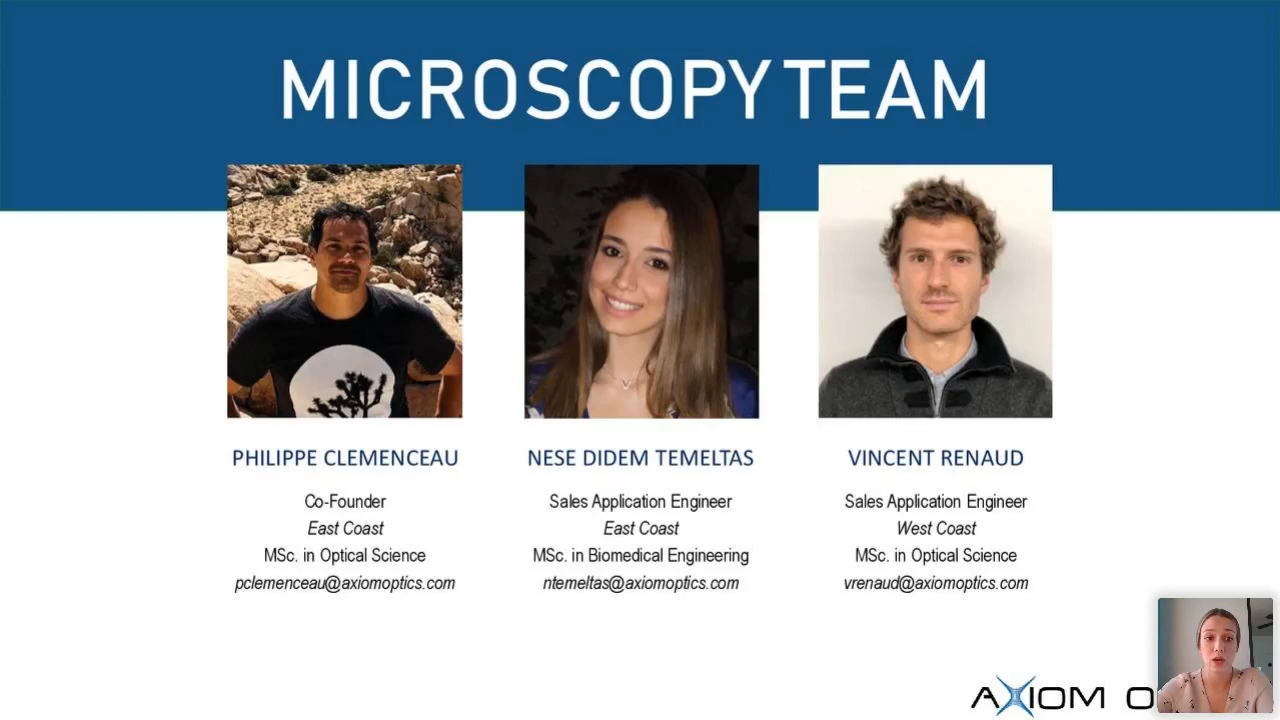 MICROSCOPY TEAM
PHILIPPE CLEMENCEAU
Co-Founder
East Coast
MSc. in Optical Science
pclemenceau@axiomoptics.com
NESE DIDEM TEMELTAS
Sales Application Engineer
East Coast
MSc. in Biomedical Engineering
ntemeltas@axiomoptics.com
VINCENT RENAUD
Sales Application Engineer
West Coast
MSc. in Optical Science
vrenaud@axiomoptics.com
AXIOM O